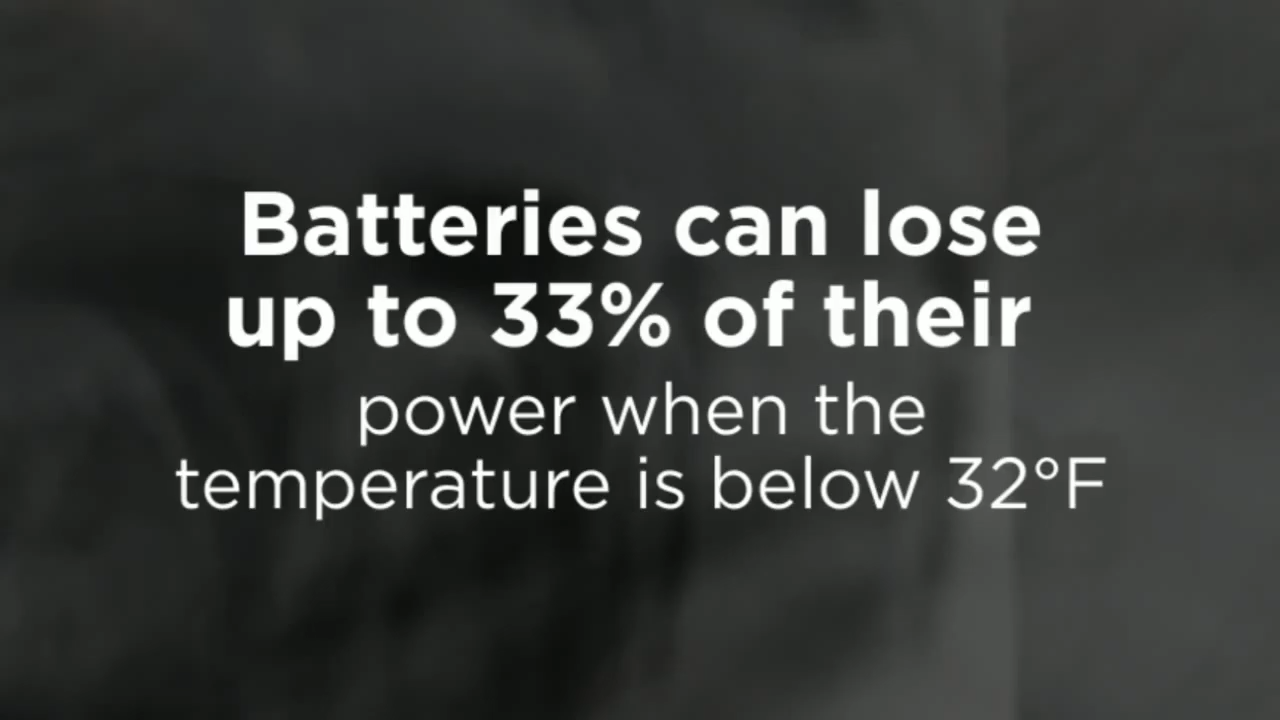 Batteries can lose
up to 33% of their
power when the
temperature is below 32°F